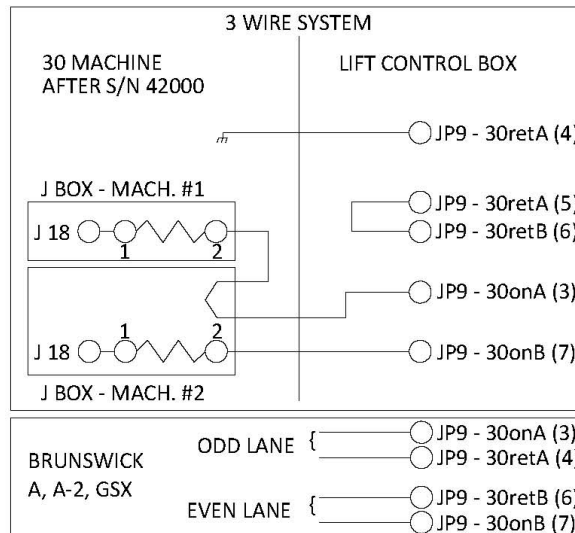 3 WIRE SYSTEM
30 MACHINE
AFTER S/N 42000
LIFT CONTROL BOX
JP9 - 30retA (4)
J BOX - MACH. #1
JP9 - 30retA (5)
J 18
1
2
JP9 - 30retB (6)
JP9 - 30onA (3)
1
2
J 18
JP9 - 30onB (7)
J BOX - MACH. #2
BRUNSWICK
A, A-2, GSX
ODD LANE {
JP9 - 30onA (3)
JP9 - 30retA (4)
EVEN LANE {
JP9 - 30retB (6)
JP9 - 30onB (7)